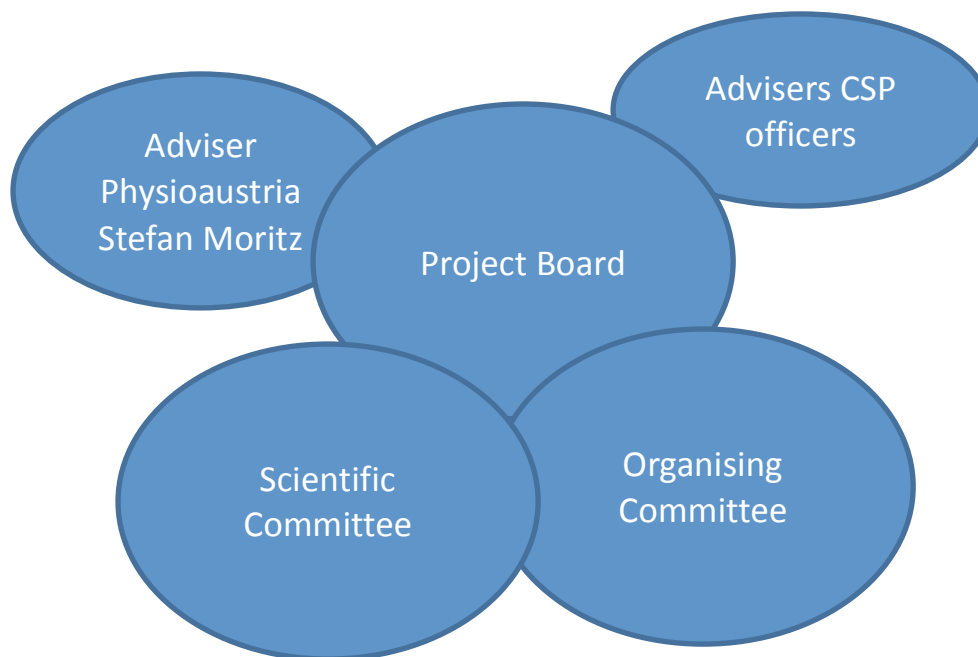 Adviser
Physioaustria
Stefan Moritz
Advisers CSP
officers
Project Board
Scientific
Committee
Organising
Committee